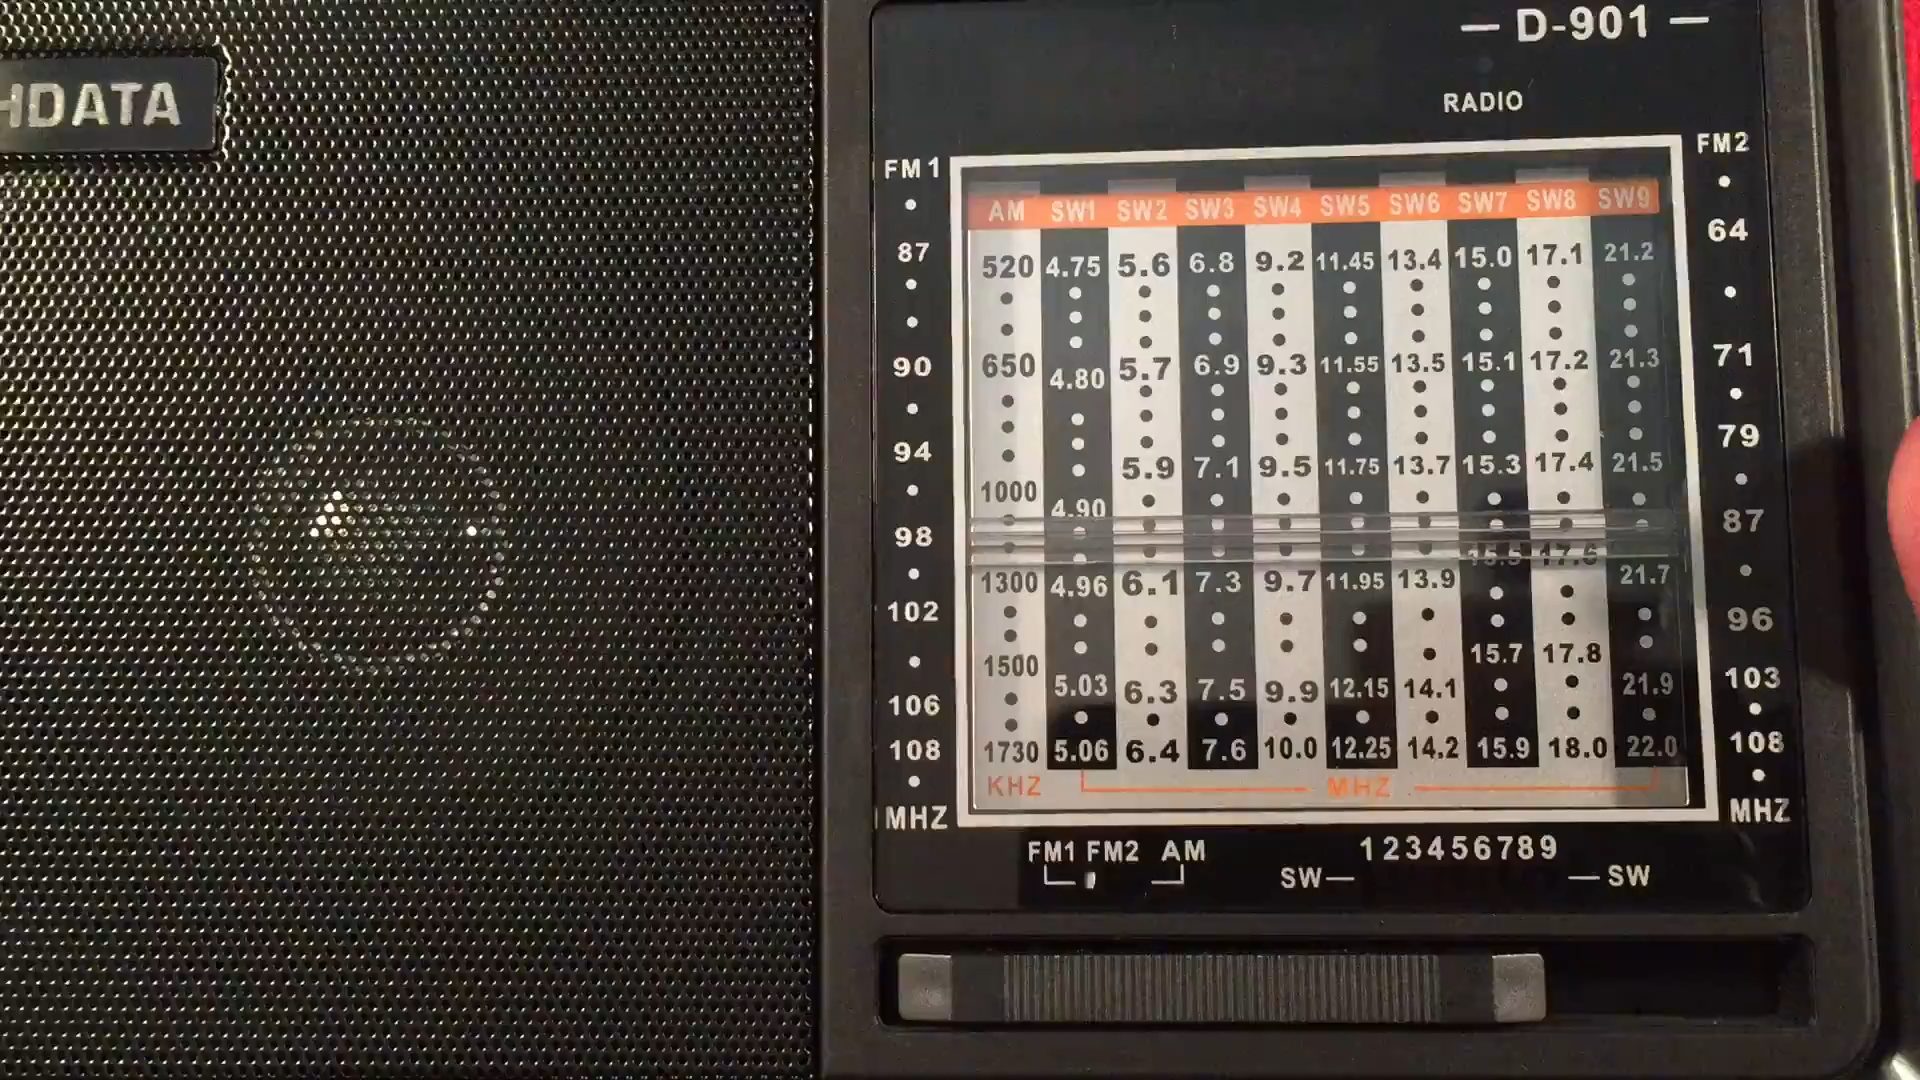 HDATA
— D-901 —
RADIO
FM1 FM2
AM SW1 SW2 SW3 SW4 SW5 SW6 SW7 SW8 SW9
87 520 4.75 5.6 6.8 9.2 11.45 13.4 15.0 17.1 21.2 64
90 650 4.80 5.7 6.9 9.3 11.55 13.5 15.1 17.2 21.3 71
94 5.9 7.1 9.5 11.75 13.7 15.3 17.4 21.5 79
1000 4.90
98 15.5 17.6 87
1300 4.96 6.1 7.3 9.7 11.95 13.9 21.7
102 96
1500 15.7 17.8
106 5.03 6.3 7.5 9.9 12.15 14.1 21.9 103
108 1730 5.06 6.4 7.6 10.0 12.25 14.2 15.9 18.0 22.0 108
KHZ MHZ
MHZ MHZ
FM1 FM2 AM 123456789
SW— —SW